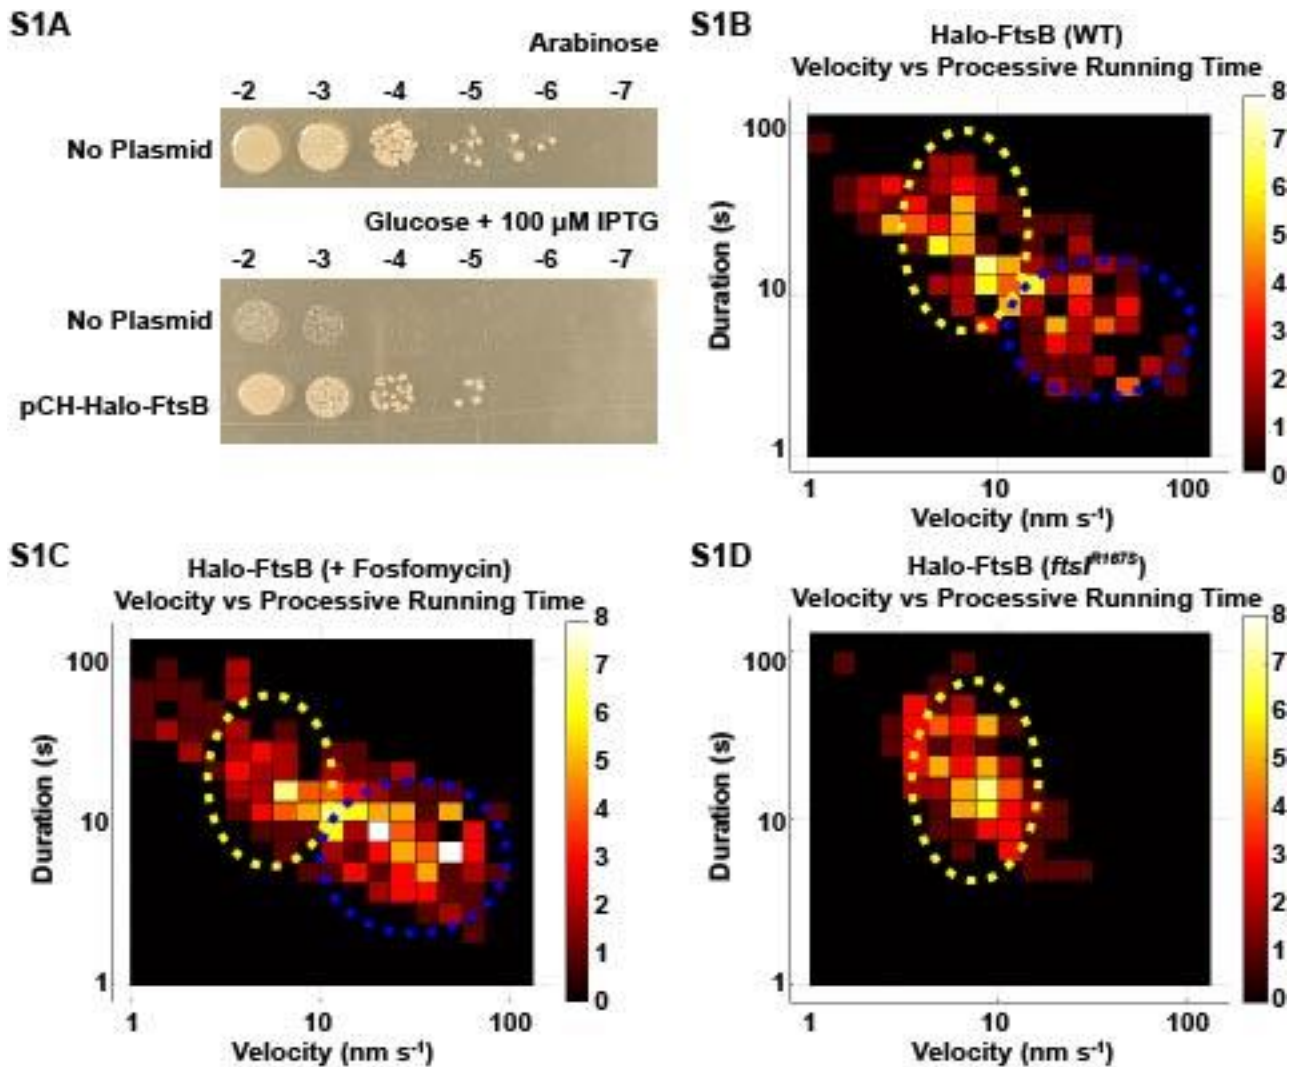 S1A
Arabinose
-2 -3 -4 -5 -6 -7
No Plasmid
Glucose + 100 µM IPTG
-2 -3 -4 -5 -6 -7
No Plasmid
pCH-Halo-FtsB
S1B
Halo-FtsB (WT)
Velocity vs Processive Running Time
Duration (s)
100
10
1
1 10 100
Velocity (nm s⁻¹)
8
7
6
5
4
3
2
1
0
S1C
Halo-FtsB (+ Fosfomycin)
Velocity vs Processive Running Time
Duration (s)
100
10
1
1 10 100
Velocity (nm s⁻¹)
8
7
6
5
4
3
2
1
0
S1D
Halo-FtsB (ftsIᴿ¹⁶⁷ˢ)
Velocity vs Processive Running Time
Duration (s)
100
10
1
1 10 100
Velocity (nm s⁻¹)
8
7
6
5
4
3
2
1
0